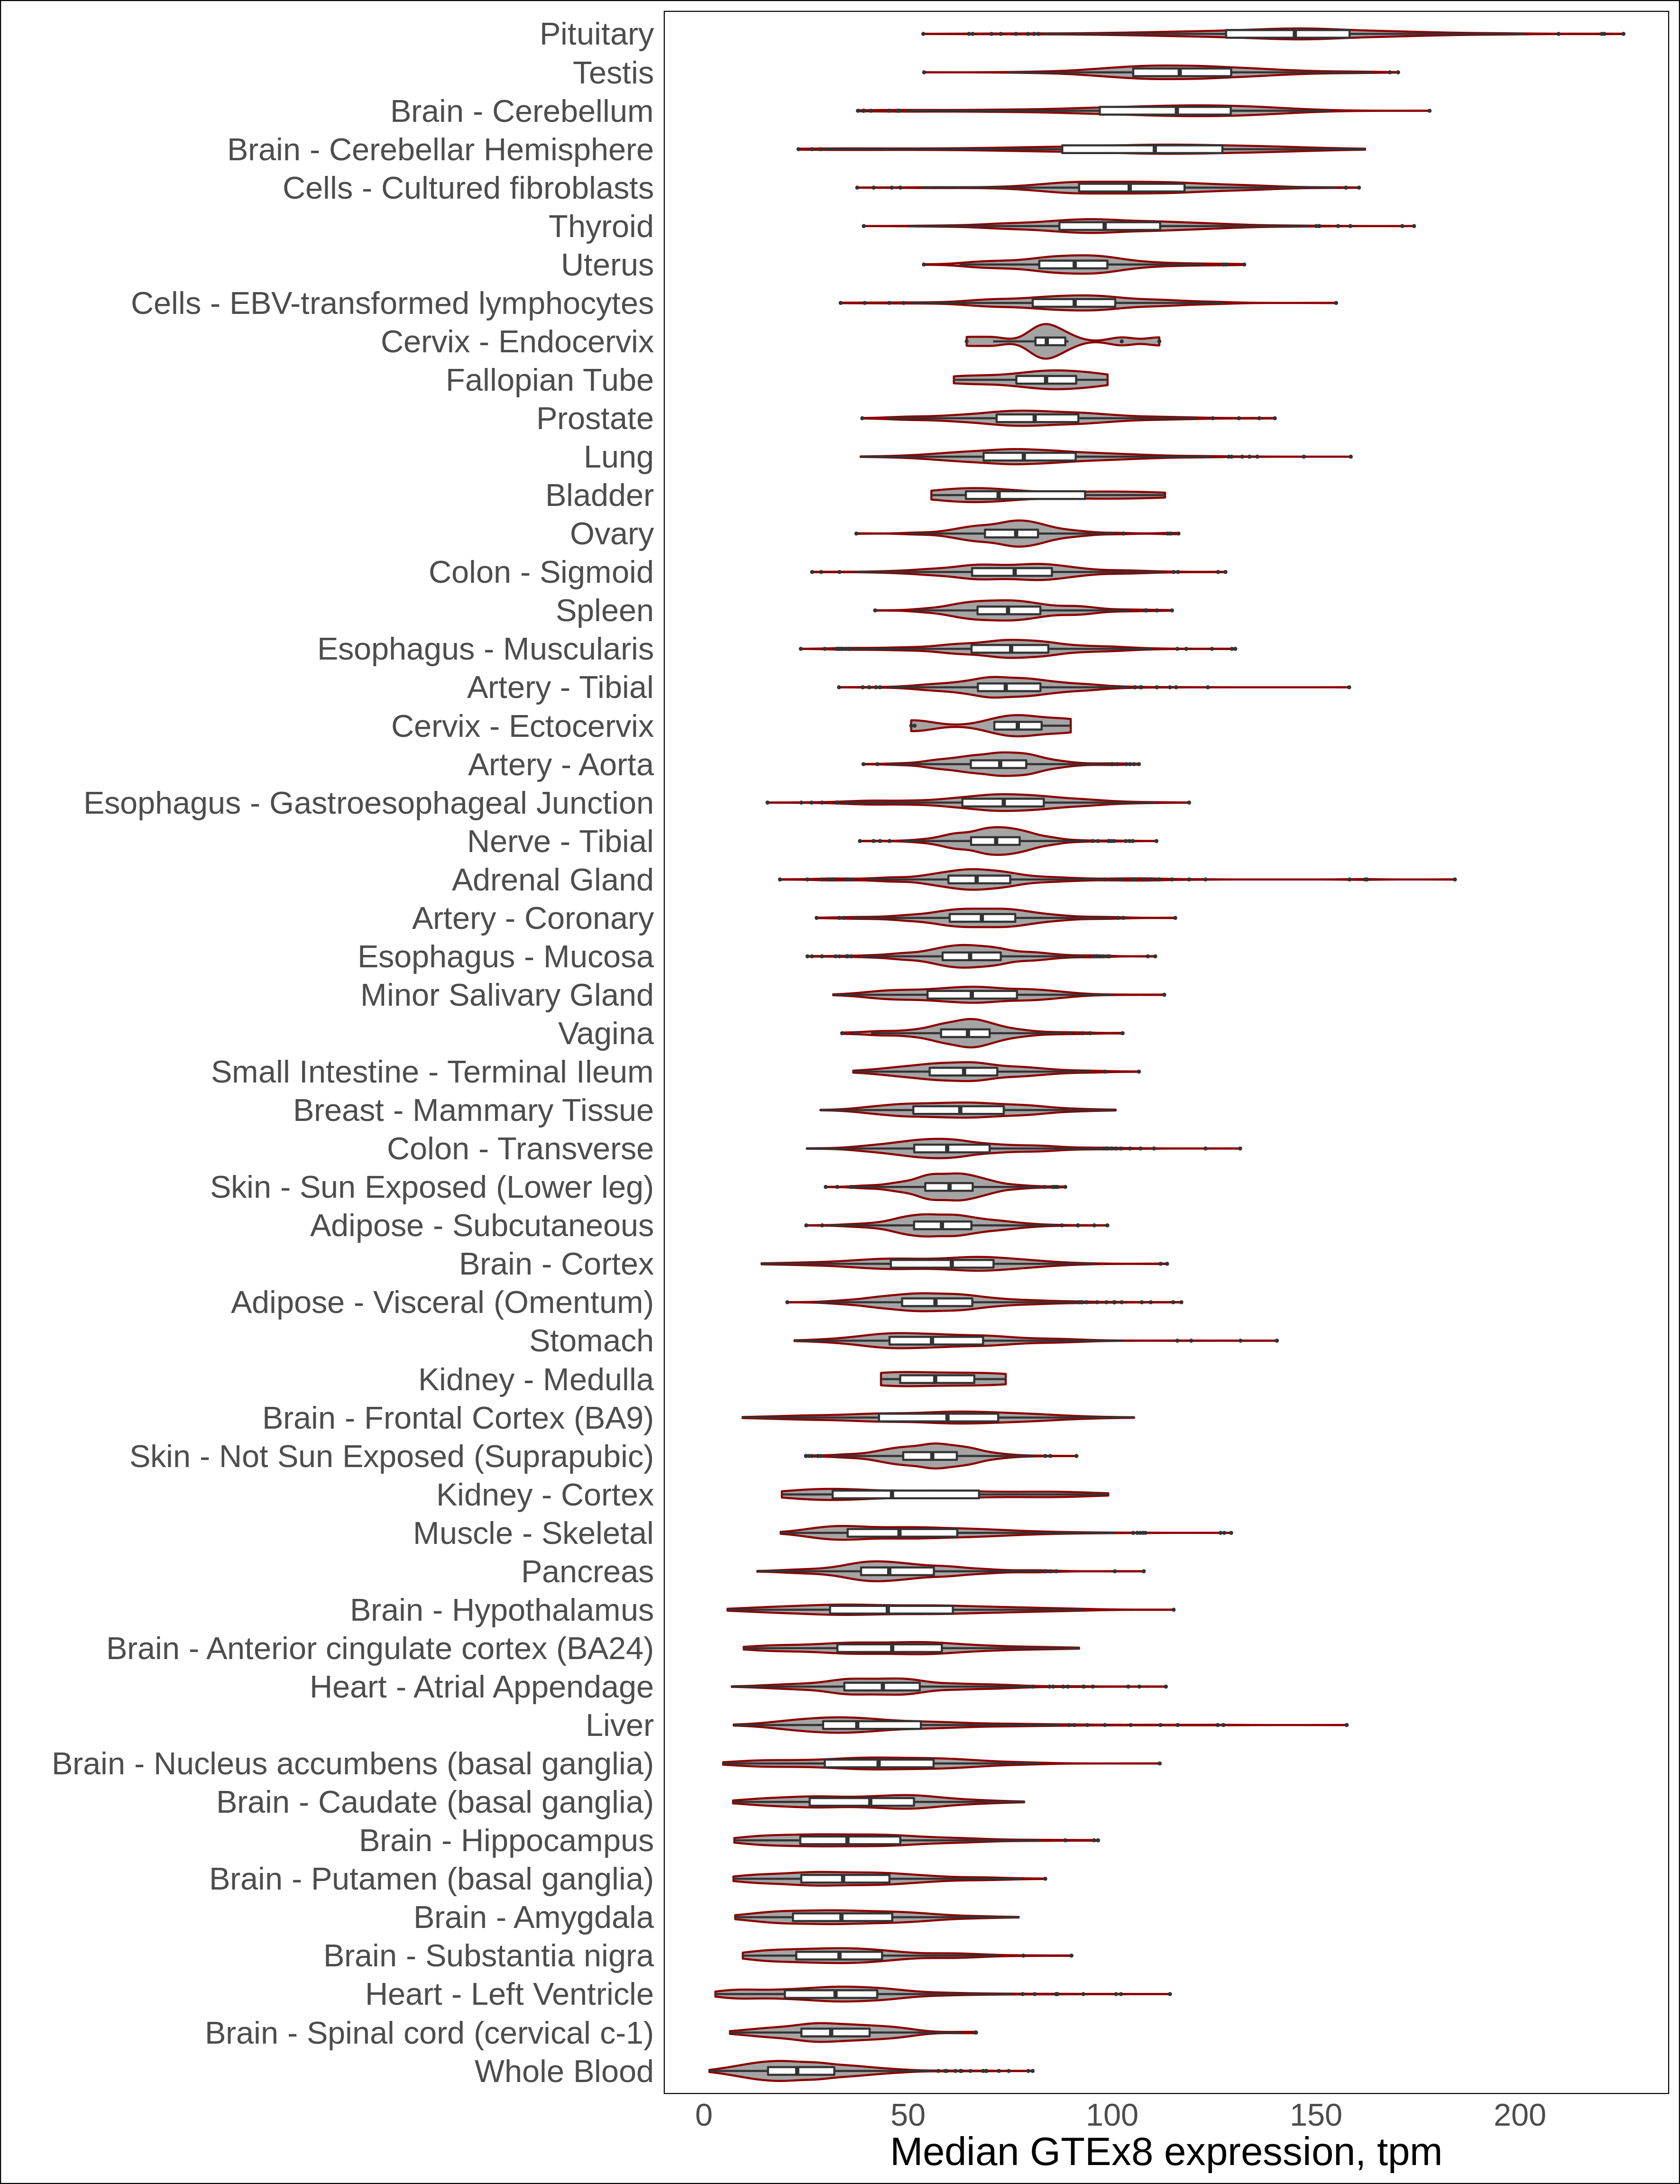 Pituitary
Testis
Brain - Cerebellum
Brain - Cerebellar Hemisphere
Cells - Cultured fibroblasts
Thyroid
Uterus
Cells - EBV-transformed lymphocytes
Cervix - Endocervix
Fallopian Tube
Prostate
Lung
Bladder
Ovary
Colon - Sigmoid
Spleen
Esophagus - Muscularis
Artery - Tibial
Cervix - Ectocervix
Artery - Aorta
Esophagus - Gastroesophageal Junction
Nerve - Tibial
Adrenal Gland
Artery - Coronary
Esophagus - Mucosa
Minor Salivary Gland
Vagina
Small Intestine - Terminal Ileum
Breast - Mammary Tissue
Colon - Transverse
Skin - Sun Exposed (Lower leg)
Adipose - Subcutaneous
Brain - Cortex
Adipose - Visceral (Omentum)
Stomach
Kidney - Medulla
Brain - Frontal Cortex (BA9)
Skin - Not Sun Exposed (Suprapubic)
Kidney - Cortex
Muscle - Skeletal
Pancreas
Brain - Hypothalamus
Brain - Anterior cingulate cortex (BA24)
Heart - Atrial Appendage
Liver
Brain - Nucleus accumbens (basal ganglia)
Brain - Caudate (basal ganglia)
Brain - Hippocampus
Brain - Putamen (basal ganglia)
Brain - Amygdala
Brain - Substantia nigra
Heart - Left Ventricle
Brain - Spinal cord (cervical c-1)
Whole Blood
0 50 100 150 200
Median GTEx8 expression, tpm